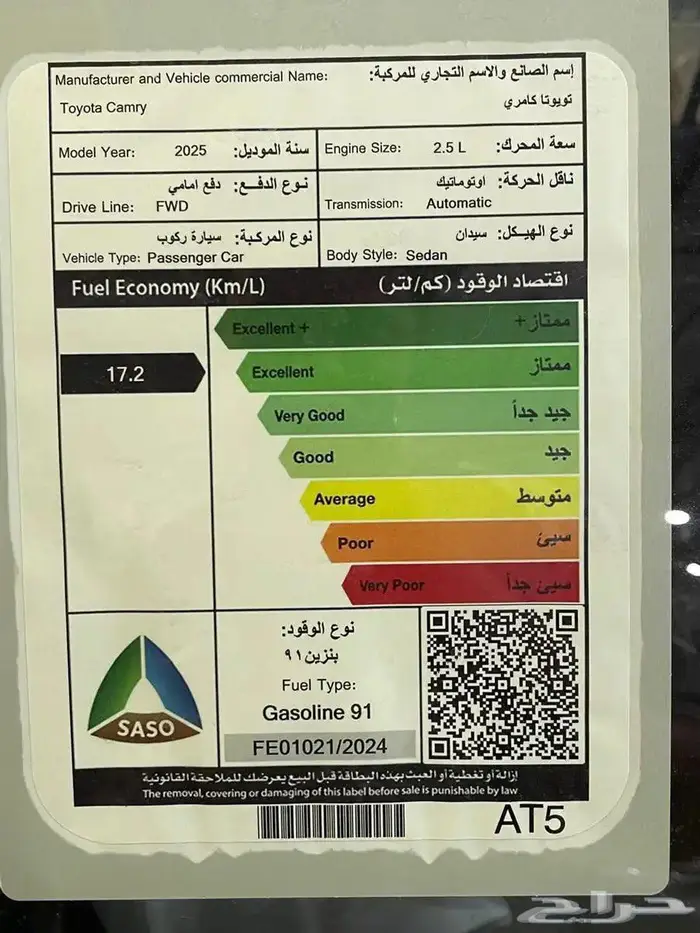 Manufacturer and Vehicle commercial Name: إسم الصانع والاسم التجاري للمركبة:
Toyota Camry تويوتا كامري
Model Year: 2025 سنة الموديل: Engine Size: 2.5 L سعة المحرك:
نوع الدفع: دفع امامي ناقل الحركة: اوتوماتيك
Drive Line: FWD Transmission: Automatic
نوع المركبة: سيارة ركوب نوع الهيكل: سيدان
Vehicle Type: Passenger Car Body Style: Sedan
Fuel Economy (Km/L) اقتصاد الوقود (كم/لتر)
Excellent + ممتاز+
17.2 Excellent ممتاز
Very Good جيد جداً
Good جيد
Average متوسط
Poor سيئ
Very Poor سيئ جداً
نوع الوقود:
بنزين ٩١
Fuel Type:
Gasoline 91
SASO
FE01021/2024
إزالة أو تغطية أو العبث بهذه البطاقة قبل البيع يعرضك للملاحقة القانونية
The removal, covering or damaging of this label before sale is punishable by law
AT5
حراج